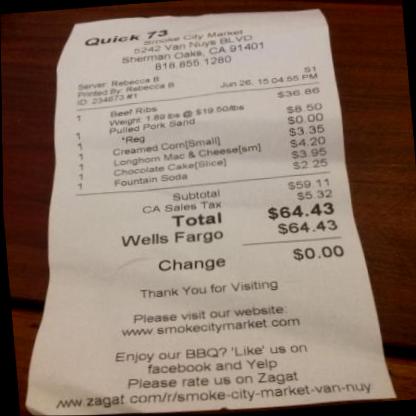 Quick 73
Smoke City Market
5242 Van Nuys BLVD
Sherman Oaks, CA 91401
818.855.1280
Server: Rebecca B S1
Printed By: Rebecca B Jun 26, 15 04:55 PM
ID: 234673 #1
1 Beef Ribs $36.86
Weight: 1.89 lbs @ $19.50/lbs
1 Pulled Pork Sand $8.50
*Reg $0.00
1 Creamed Corn[Small] $3.35
1 Longhorn Mac & Cheese[sm] $4.20
1 Chocolate Cake[Slice] $3.95
1 Fountain Soda $2.25
Subtotal $59.11
CA Sales Tax $5.32
Total $64.43
Wells Fargo $64.43
Change $0.00
Thank You for Visiting
Please visit our website:
www.smokecitymarket.com
Enjoy our BBQ? 'Like' us on
facebook and Yelp
Please rate us on Zagat
www.zagat.com/r/smoke-city-market-van-nuy